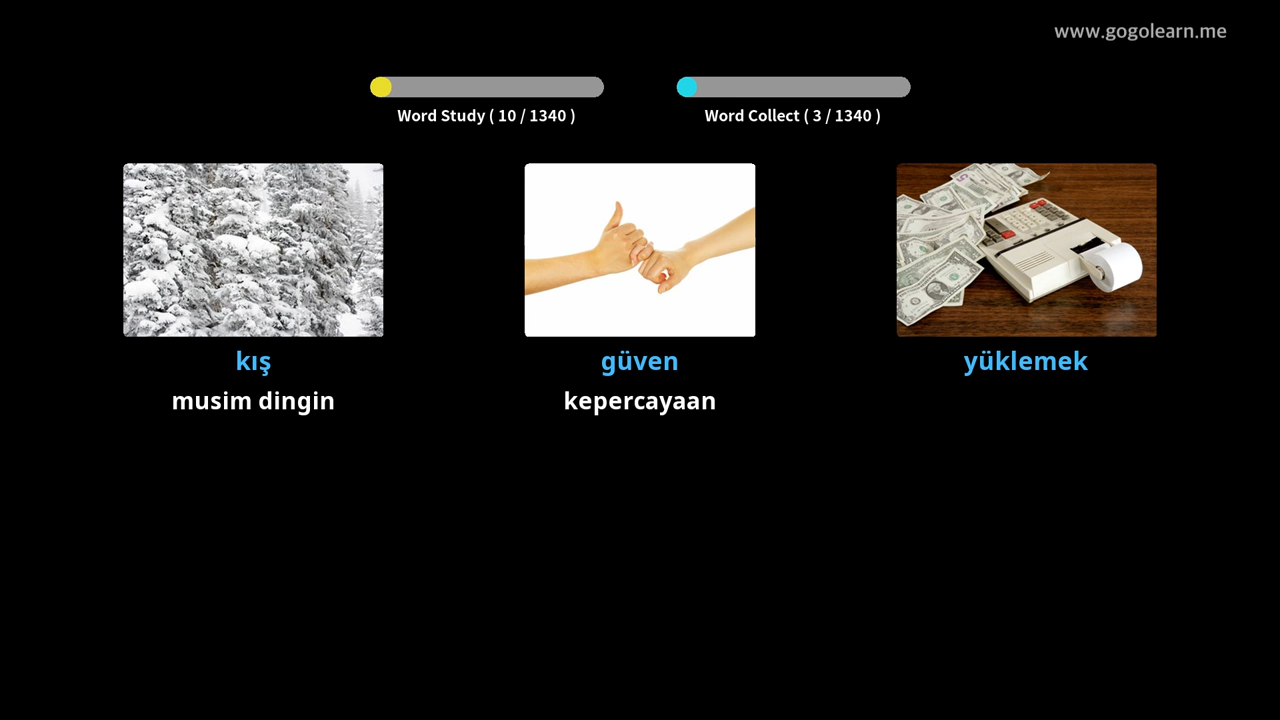 www.gogolearn.me
Word Study ( 10 / 1340 )
Word Collect ( 3 / 1340 )
kış
güven
yüklemek
musim dingin
kepercayaan